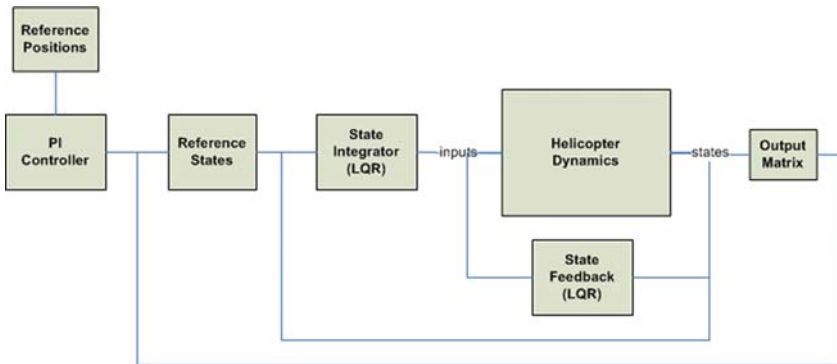 Reference
Positions
PI
Controller
Reference
States
State
Integrator
(LQR)
inputs
Helicopter
Dynamics
states
Output
Matrix
State
Feedback
(LQR)